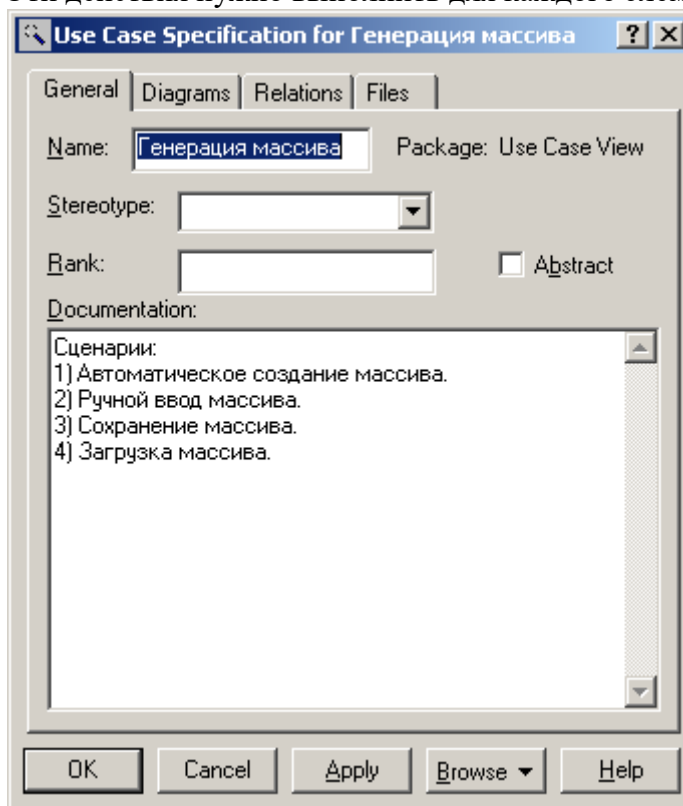 Use Case Specification for Генерация массива
General Diagrams Relations Files
Name: Генерация массива Package: Use Case View
Stereotype:
Rank: Abstract
Documentation:
Сценарии:
1) Автоматическое создание массива.
2) Ручной ввод массива.
3) Сохранение массива.
4) Загрузка массива.
OK Cancel Apply Browse Help